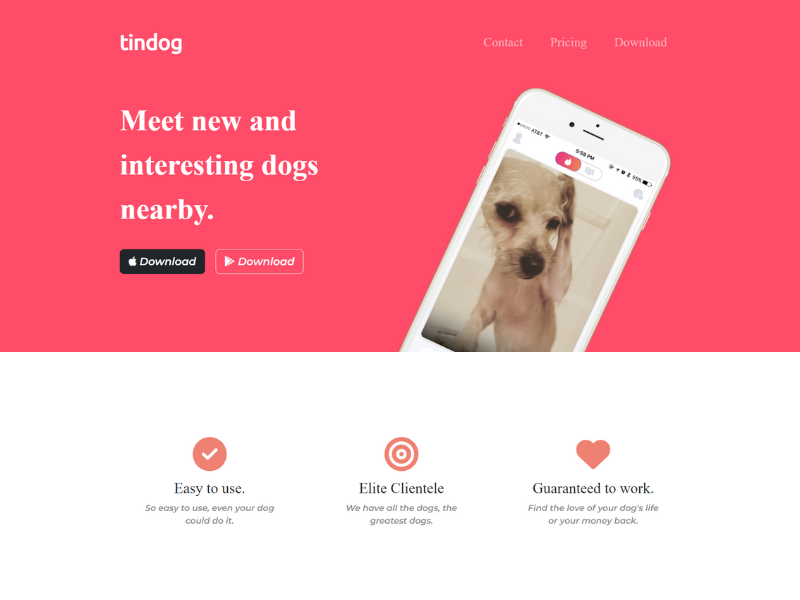 tindog
Contact Pricing Download
Meet new and
interesting dogs
nearby.
Download Download
AT&T 5:58 PM 55%
Easy to use. Elite Clientele Guaranteed to work.
So easy to use, even your dog We have all the dogs, the Find the love of your dog's life
could do it. greatest dogs. or your money back.